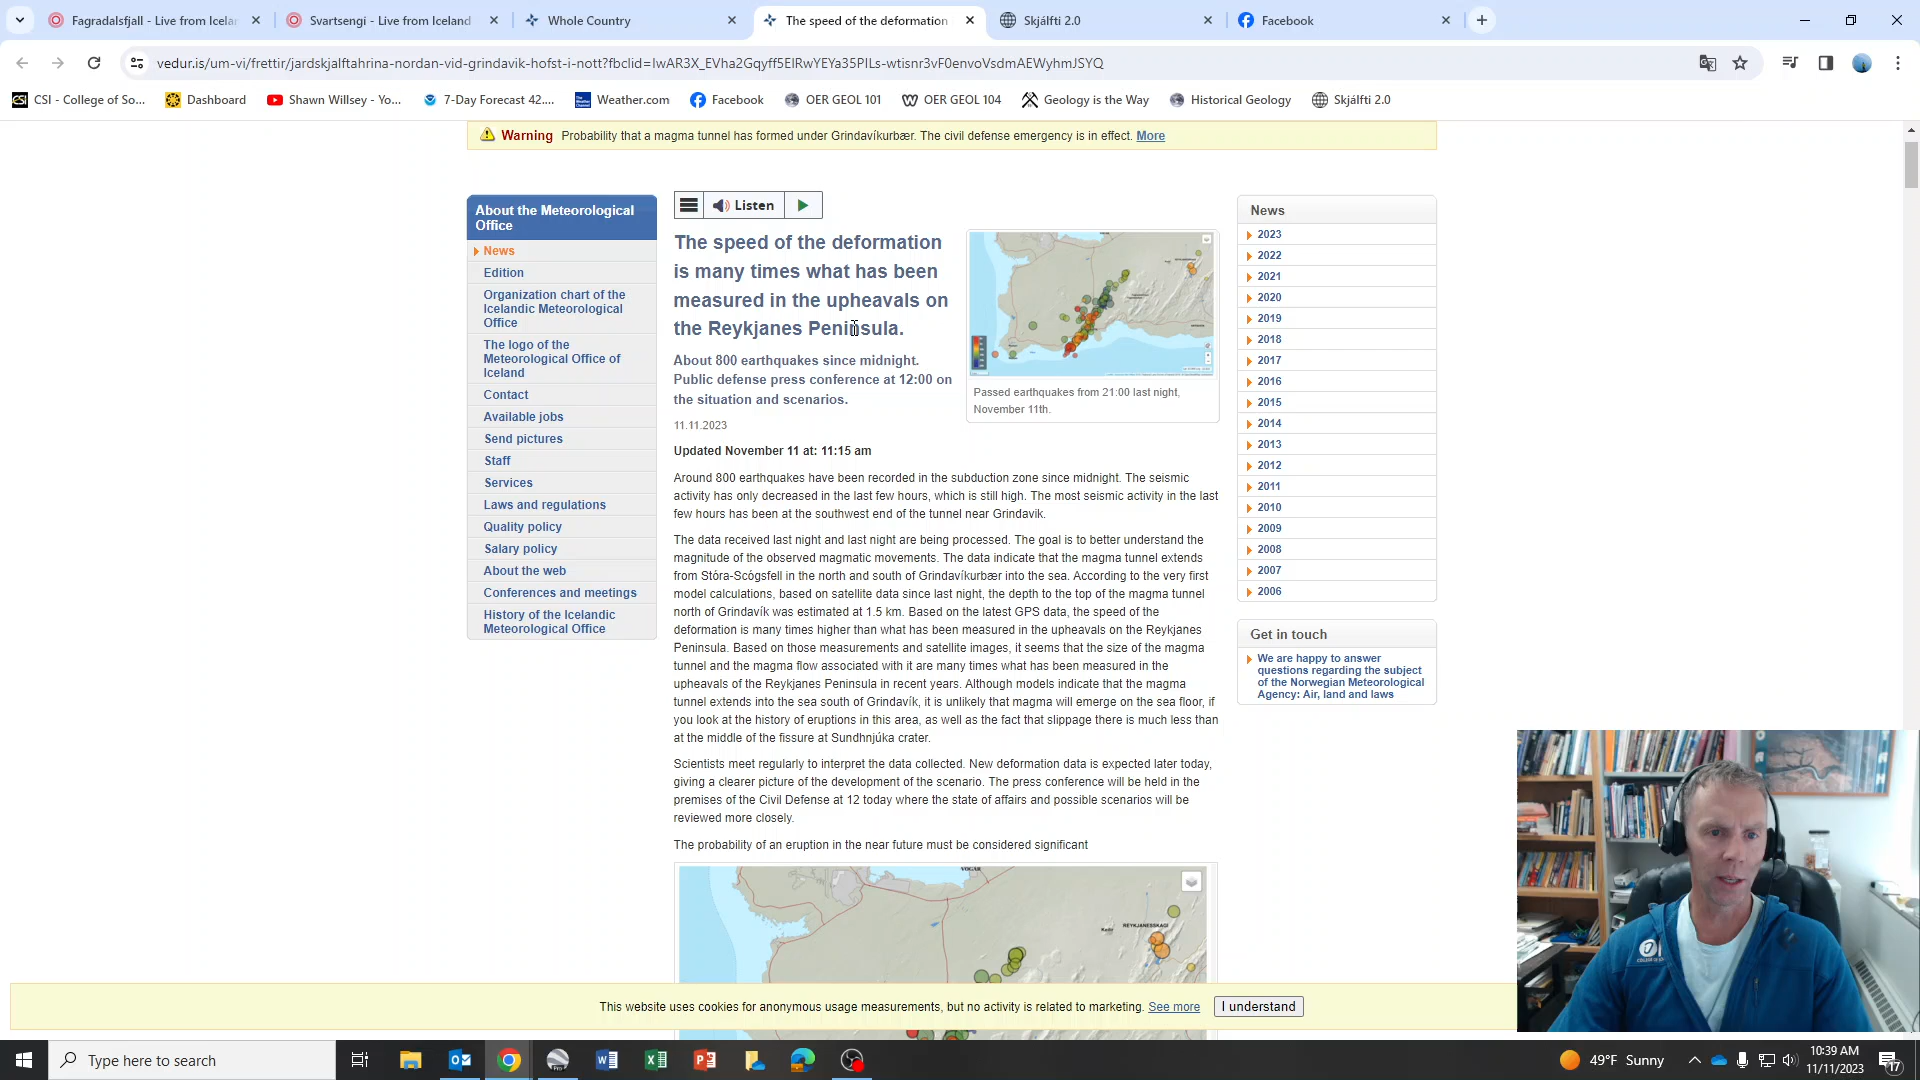 Fagradalsfjall - Live from Icelan
Svartsengi - Live from Iceland
Whole Country
The speed of the deformation
Skjálfti 2.0
Facebook
vedur.is/um-vi/frettir/jardskjalftahrina-nordan-vid-grindavik-hofst-i-nott?fbclid=IwAR3X_EVha2Gqyff5ElRwYEYa35PILs-wtisnr3vF0envoVsdmAEWyhmJSYQ
CSI - College of So...
Dashboard
Shawn Willsey - Yo...
7-Day Forecast 42....
Weather.com
Facebook
OER GEOL 101
OER GEOL 104
Geology is the Way
Historical Geology
Skjálfti 2.0
Warning Probability that a magma tunnel has formed under Grindavíkurbær. The civil defense emergency is in effect. More
About the Meteorological
Office
News
Edition
Organization chart of the
Icelandic Meteorological
Office
The logo of the
Meteorological Office of
Iceland
Contact
Available jobs
Send pictures
Staff
Services
Laws and regulations
Quality policy
Salary policy
About the web
Conferences and meetings
History of the Icelandic
Meteorological Office
Listen
The speed of the deformation
is many times what has been
measured in the upheavals on
the Reykjanes Peninsula.
About 800 earthquakes since midnight.
Public defense press conference at 12:00 on
the situation and scenarios.
Passed earthquakes from 21:00 last night,
November 11th.
11.11.2023
Updated November 11 at: 11:15 am
Around 800 earthquakes have been recorded in the subduction zone since midnight. The seismic
activity has only decreased in the last few hours, which is still high. The most seismic activity in the last
few hours has been at the southwest end of the tunnel near Grindavik.
The data received last night and last night are being processed. The goal is to better understand the
magnitude of the observed magmatic movements. The data indicate that the magma tunnel extends
from Stóra-Scógsfell in the north and south of Grindavíkurbær into the sea. According to the very first
model calculations, based on satellite data since last night, the depth to the top of the magma tunnel
north of Grindavík was estimated at 1.5 km. Based on the latest GPS data, the speed of the
deformation is many times higher than what has been measured in the upheavals on the Reykjanes
Peninsula. Based on those measurements and satellite images, it seems that the size of the magma
tunnel and the magma flow associated with it are many times what has been measured in the
upheavals of the Reykjanes Peninsula in recent years. Although models indicate that the magma
tunnel extends into the sea south of Grindavík, it is unlikely that magma will emerge on the sea floor, if
you look at the history of eruptions in this area, as well as the fact that slippage there is much less than
at the middle of the fissure at Sundhnjúka crater.
Scientists meet regularly to interpret the data collected. New deformation data is expected later today,
giving a clearer picture of the development of the scenario. The press conference will be held in the
premises of the Civil Defense at 12 today where the state of affairs and possible scenarios will be
reviewed more closely.
The probability of an eruption in the near future must be considered significant
VOGAR
REYKJANESSKAGI
News
2023
2022
2021
2020
2019
2018
2017
2016
2015
2014
2013
2012
2011
2010
2009
2008
2007
2006
Get in touch
We are happy to answer
questions regarding the subject
of the Norwegian Meteorological
Agency: Air, land and laws
This website uses cookies for anonymous usage measurements, but no activity is related to marketing. See more I understand
Type here to search
49°F Sunny
10:39 AM
11/11/2023
17